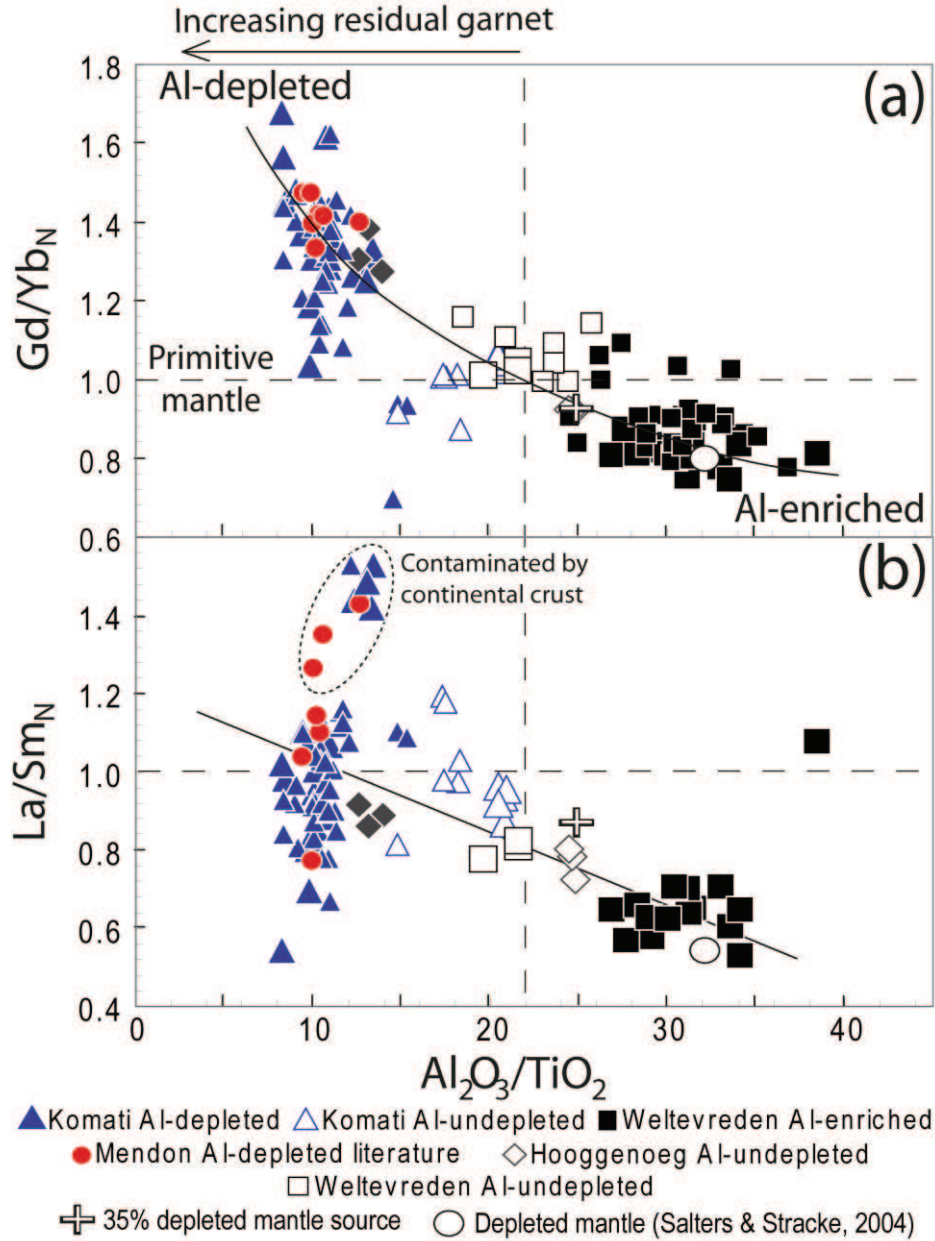 Increasing residual garnet
1.8
Al-depleted
(a)
1.6
1.4
Gd/YbN
1.2
Primitive
1.0
mantle
0.8
Al-enriched
0.6
Contaminated by
continental crust
(b)
1.4
1.2
La/SmN
1.0
0.8
0.6
0.4
0 10 20 30 40
Al2O3/TiO2
Komati Al-depleted Komati Al-undepleted Weltevreden Al-enriched
Mendon Al-depleted literature Hooggenoeg Al-undepleted
Weltevreden Al-undepleted
35% depleted mantle source Depleted mantle (Salters & Stracke, 2004)